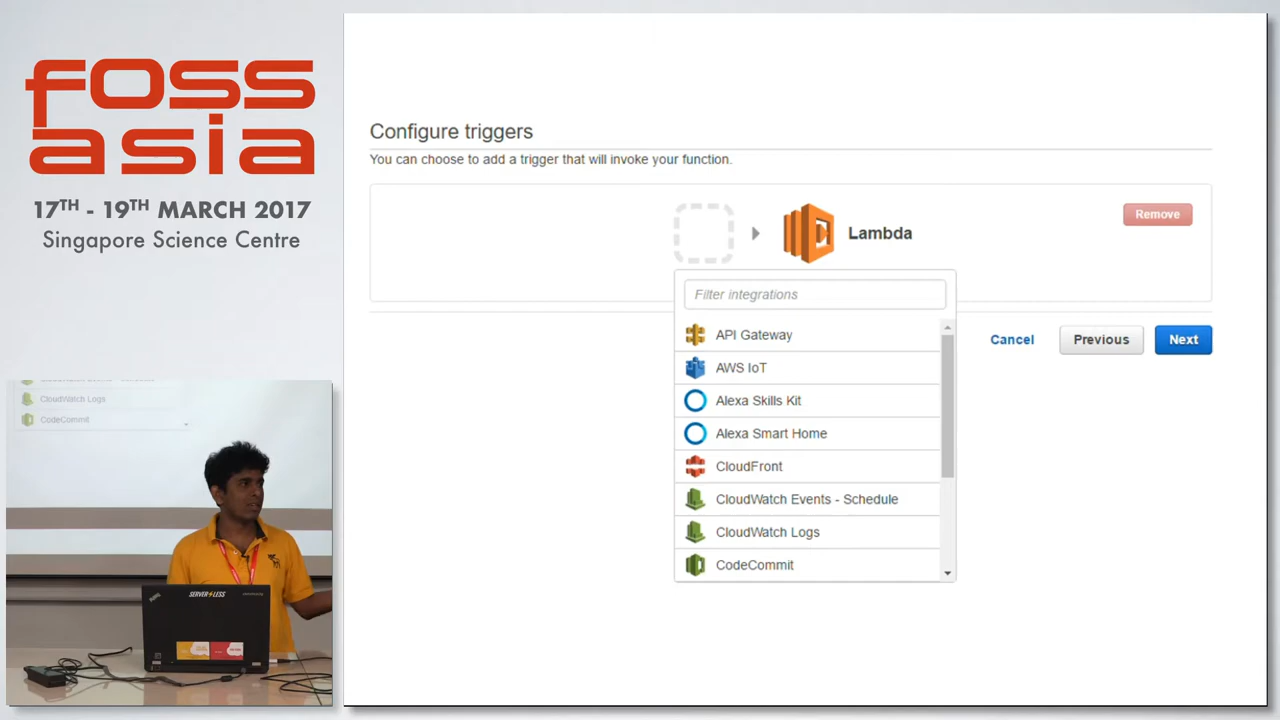 foss
asia
17TH - 19TH MARCH 2017
Singapore Science Centre
Configure triggers
You can choose to add a trigger that will invoke your function.
Lambda
Remove
Filter integrations
API Gateway
AWS IoT
Alexa Skills Kit
Alexa Smart Home
CloudFront
CloudWatch Events - Schedule
CloudWatch Logs
CodeCommit
Cancel
Previous
Next
CloudWatch Logs
CodeCommit
SERVERLESS